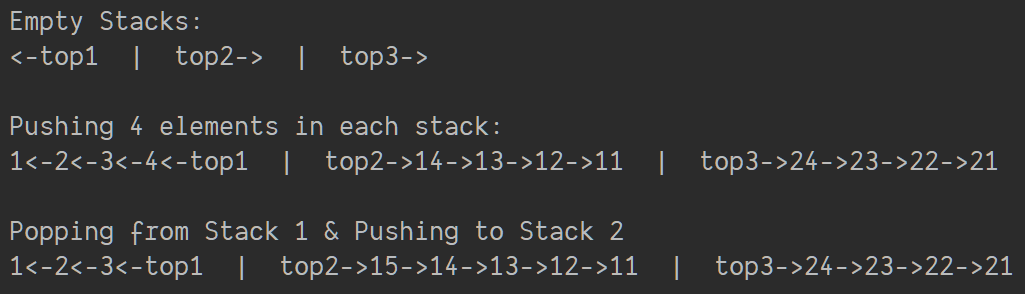 Empty Stacks:
<-top1  |  top2->  |  top3->
Pushing 4 elements in each stack:
1<-2<-3<-4<-top1  |  top2->14->13->12->11  |  top3->24->23->22->21
Popping from Stack 1 & Pushing to Stack 2
1<-2<-3<-top1  |  top2->15->14->13->12->11  |  top3->24->23->22->21